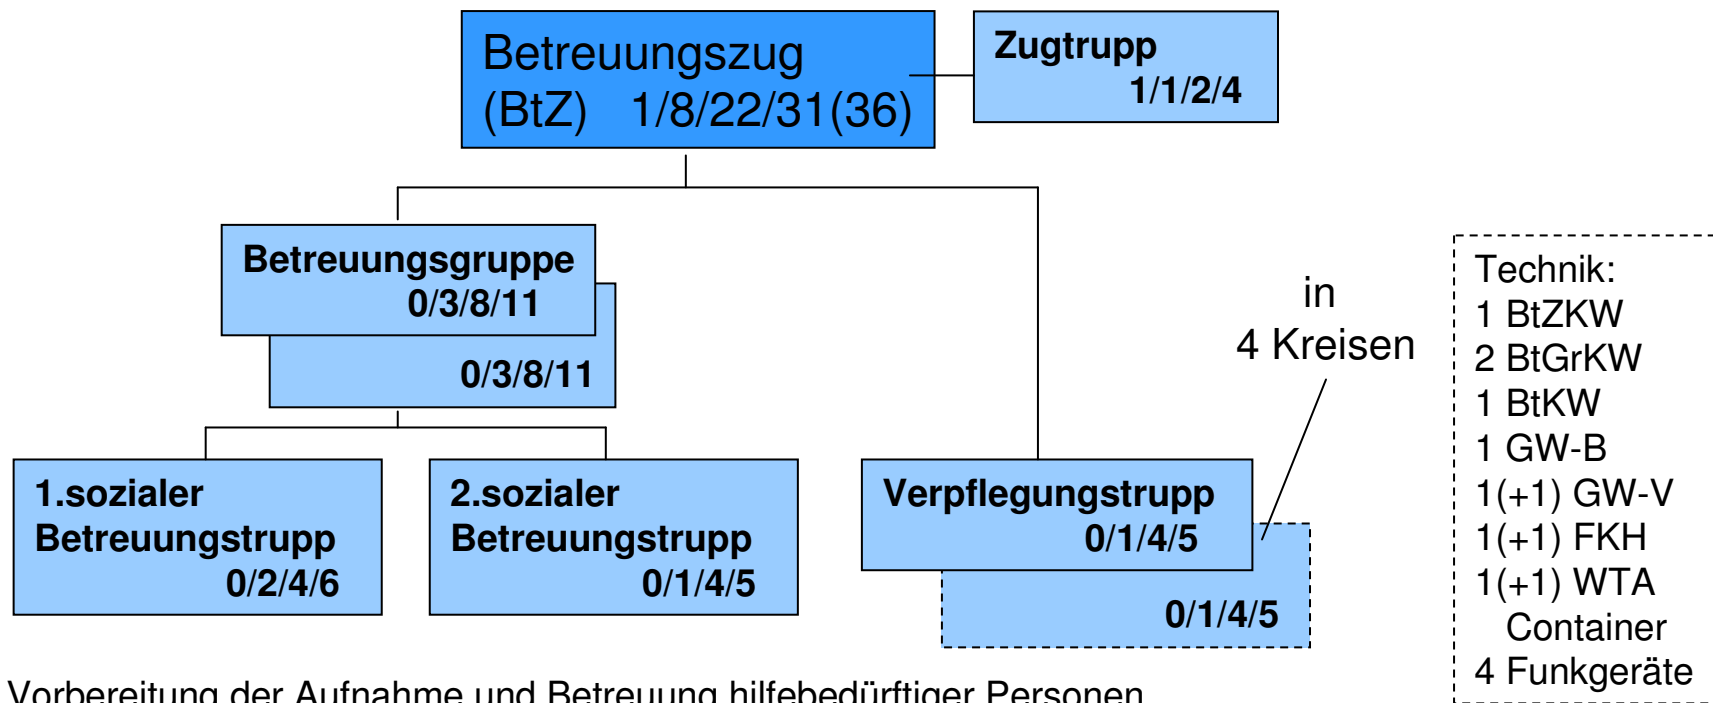 Betreuungszug
(BtZ) 1/8/22/31(36)
Zugtrupp
1/1/2/4
Betreuungsgruppe
0/3/8/11
0/3/8/11
1.sozialer
Betreuungstrupp
0/2/4/6
2.sozialer
Betreuungstrupp
0/1/4/5
Verpflegungstrupp
0/1/4/5
0/1/4/5
in
4 Kreisen
Technik:
1 BtZKW
2 BtGrKW
1 BtKW
1 GW-B
1(+1) GW-V
1(+1) FKH
1(+1) WTA
Container
4 Funkgeräte
Vorbereitung der Aufnahme und Betreuung hilfebedürftiger Personen